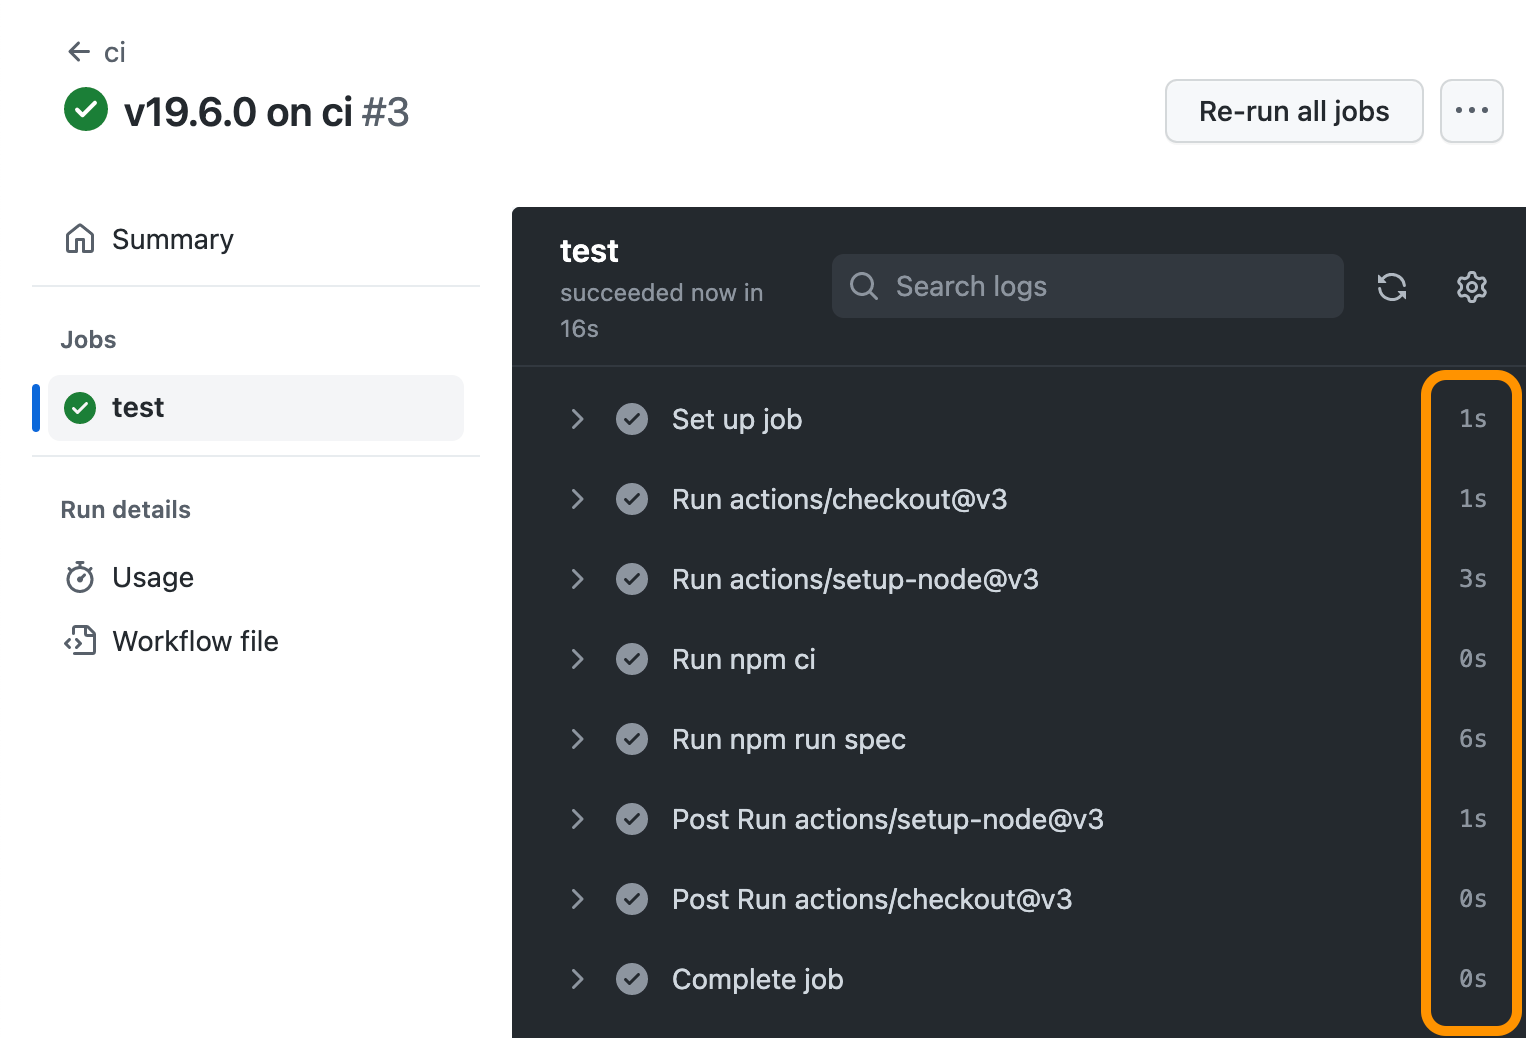 ci
v19.6.0 on ci #3
Re-run all jobs
Summary
Jobs
test
Run details
Usage
Workflow file
test
succeeded now in
16s
Search logs
Set up job 1s
Run actions/checkout@v3 1s
Run actions/setup-node@v3 3s
Run npm ci 0s
Run npm run spec 6s
Post Run actions/setup-node@v3 1s
Post Run actions/checkout@v3 0s
Complete job 0s